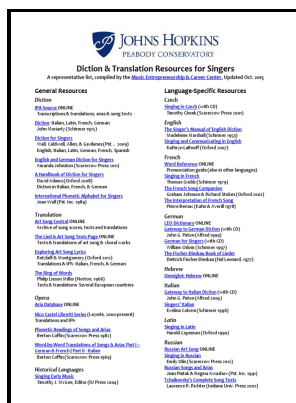 JOHNS HOPKINS
PEABODY CONSERVATORY
Diction & Translation Resources for Singers
A representative list, compiled by the Music Entrepreneurship & Career Center, Updated Oct. 2015
General Resources
Diction
IPA Source ONLINE
Transcriptions & translations, arias & song texts
Diction: Italian, Latin, French, German
John Moriarty (Schirmer 1975)
Diction for Singers
Wall, Caldwell, Allen, & Gavilanes (Pst... 2009)
English, Italian, Latin, German, French, Spanish
English and German Diction for Singers
Amanda Johnston (Scarecrow 2011)
A Handbook of Diction for Singers
David Adams (Oxford 2008)
Diction in Italian, French, & German
International Phonetic Alphabet for Singers
Joan Wall (Pst. Inc. 1989)
Translation
Art Song Central ONLINE
Archive of song scores, texts and translations
The Lied & Art Song Texts Page ONLINE
Texts & translations of art song & choral works
Exploring Art Song Lyrics
Retzlaff & Montgomery (Oxford 2012)
Translations & IPA - Italian, French, & German
The Ring of Words
Philip Lieson Miller (Norton, 1966)
Texts & translations: Several European countries
Opera
Aria Database ONLINE
Nico Castel Libretti Series (Leyerle, 2000-present)
Translations and IPA
Phonetic Readings of Songs and Arias
Berton Coffin (Scarecrow Press 1982)
Word-by-Word Translations of Songs & Arias Part I –
German & French | Part II - Italian
Berton Coffin (Scarecrow Press 1969)
Historical Languages
Singing Early Music
Timothy J. McGee, Editor (IU Press 2004)
Language-Specific Resources
Czech
Singing in Czech (with CD)
Timothy Cheek (Scarecrow Press 2001)
English
The Singer's Manual of English Diction
Madeleine Marshall (Schirmer 1953)
Singing and Communicating in English
Kathryn LaBouff (Oxford 2007)
French
Word Reference ONLINE
Pronunciation guide (also in other languages)
Singing in French
Thomas Grubb (Schirmer 1979)
The French Song Companion
Graham Johnson & Richard Stokes (Oxford 2002)
The Interpretation of French Song
Pierre Bernac (Kahn & Averill 1978)
German
LEO Dictionary ONLINE
Gateway to German Diction (with CD)
John G. Paton (Alfred 1999)
German for Singers (with CD)
William Odom (Schirmer 1997)
The Fischer-Dieskau Book of Lieder
Dietrich Fischer-Dieskau (Hal Leonard, 1977)
Hebrew
Omniglot: Hebrew ONLINE
Italian
Gateway to Italian Diction (with CD)
John G. Paton (Alfred 2004)
Singers' Italian
Evelina Colorni (Schirmer 1996)
Latin
Singing in Latin
Harold Copeman (Oxford 1990)
Russian
Russian Art Song ONLINE
Singing in Russian
Emily Olin (Scarecrow Press 2012)
Russian Songs and Arias
Jean Piatak & Regina Avrashov (Pst. Inc. 1991)
Tchaikovsky's Complete Song Texts
Laurence R. Richter (Indiana Univ. Press 2002)